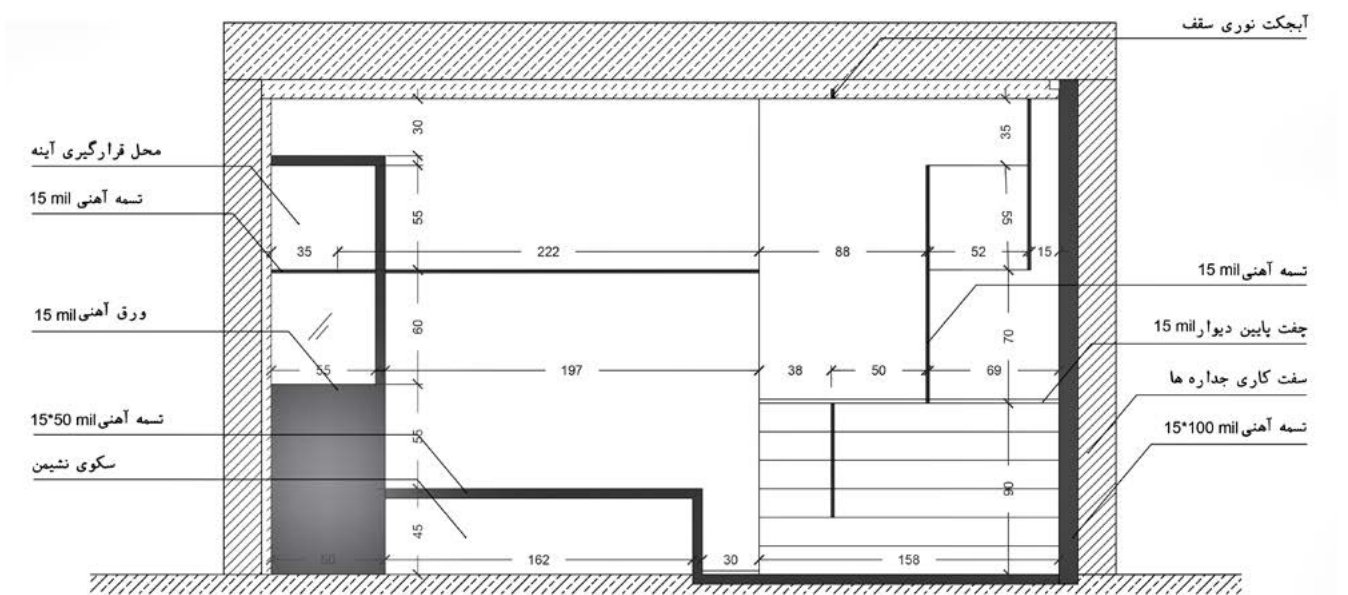 آبجکت نوری سقف
محل قرارگیری آینه
تسمه آهنی 15 mil
ورق آهنی 15 mil
تسمه آهنی 15*50 mil
سکوی نشیمن
تسمه آهنی 15 mil
چفت پایین دیوار 15 mil
سفت کاری جداره ها
تسمه آهنی 15*100 mil
30
35
55
55
35
222
88
52
15
60
70
55
197
38
50
69
55
90
45
60
162
30
158